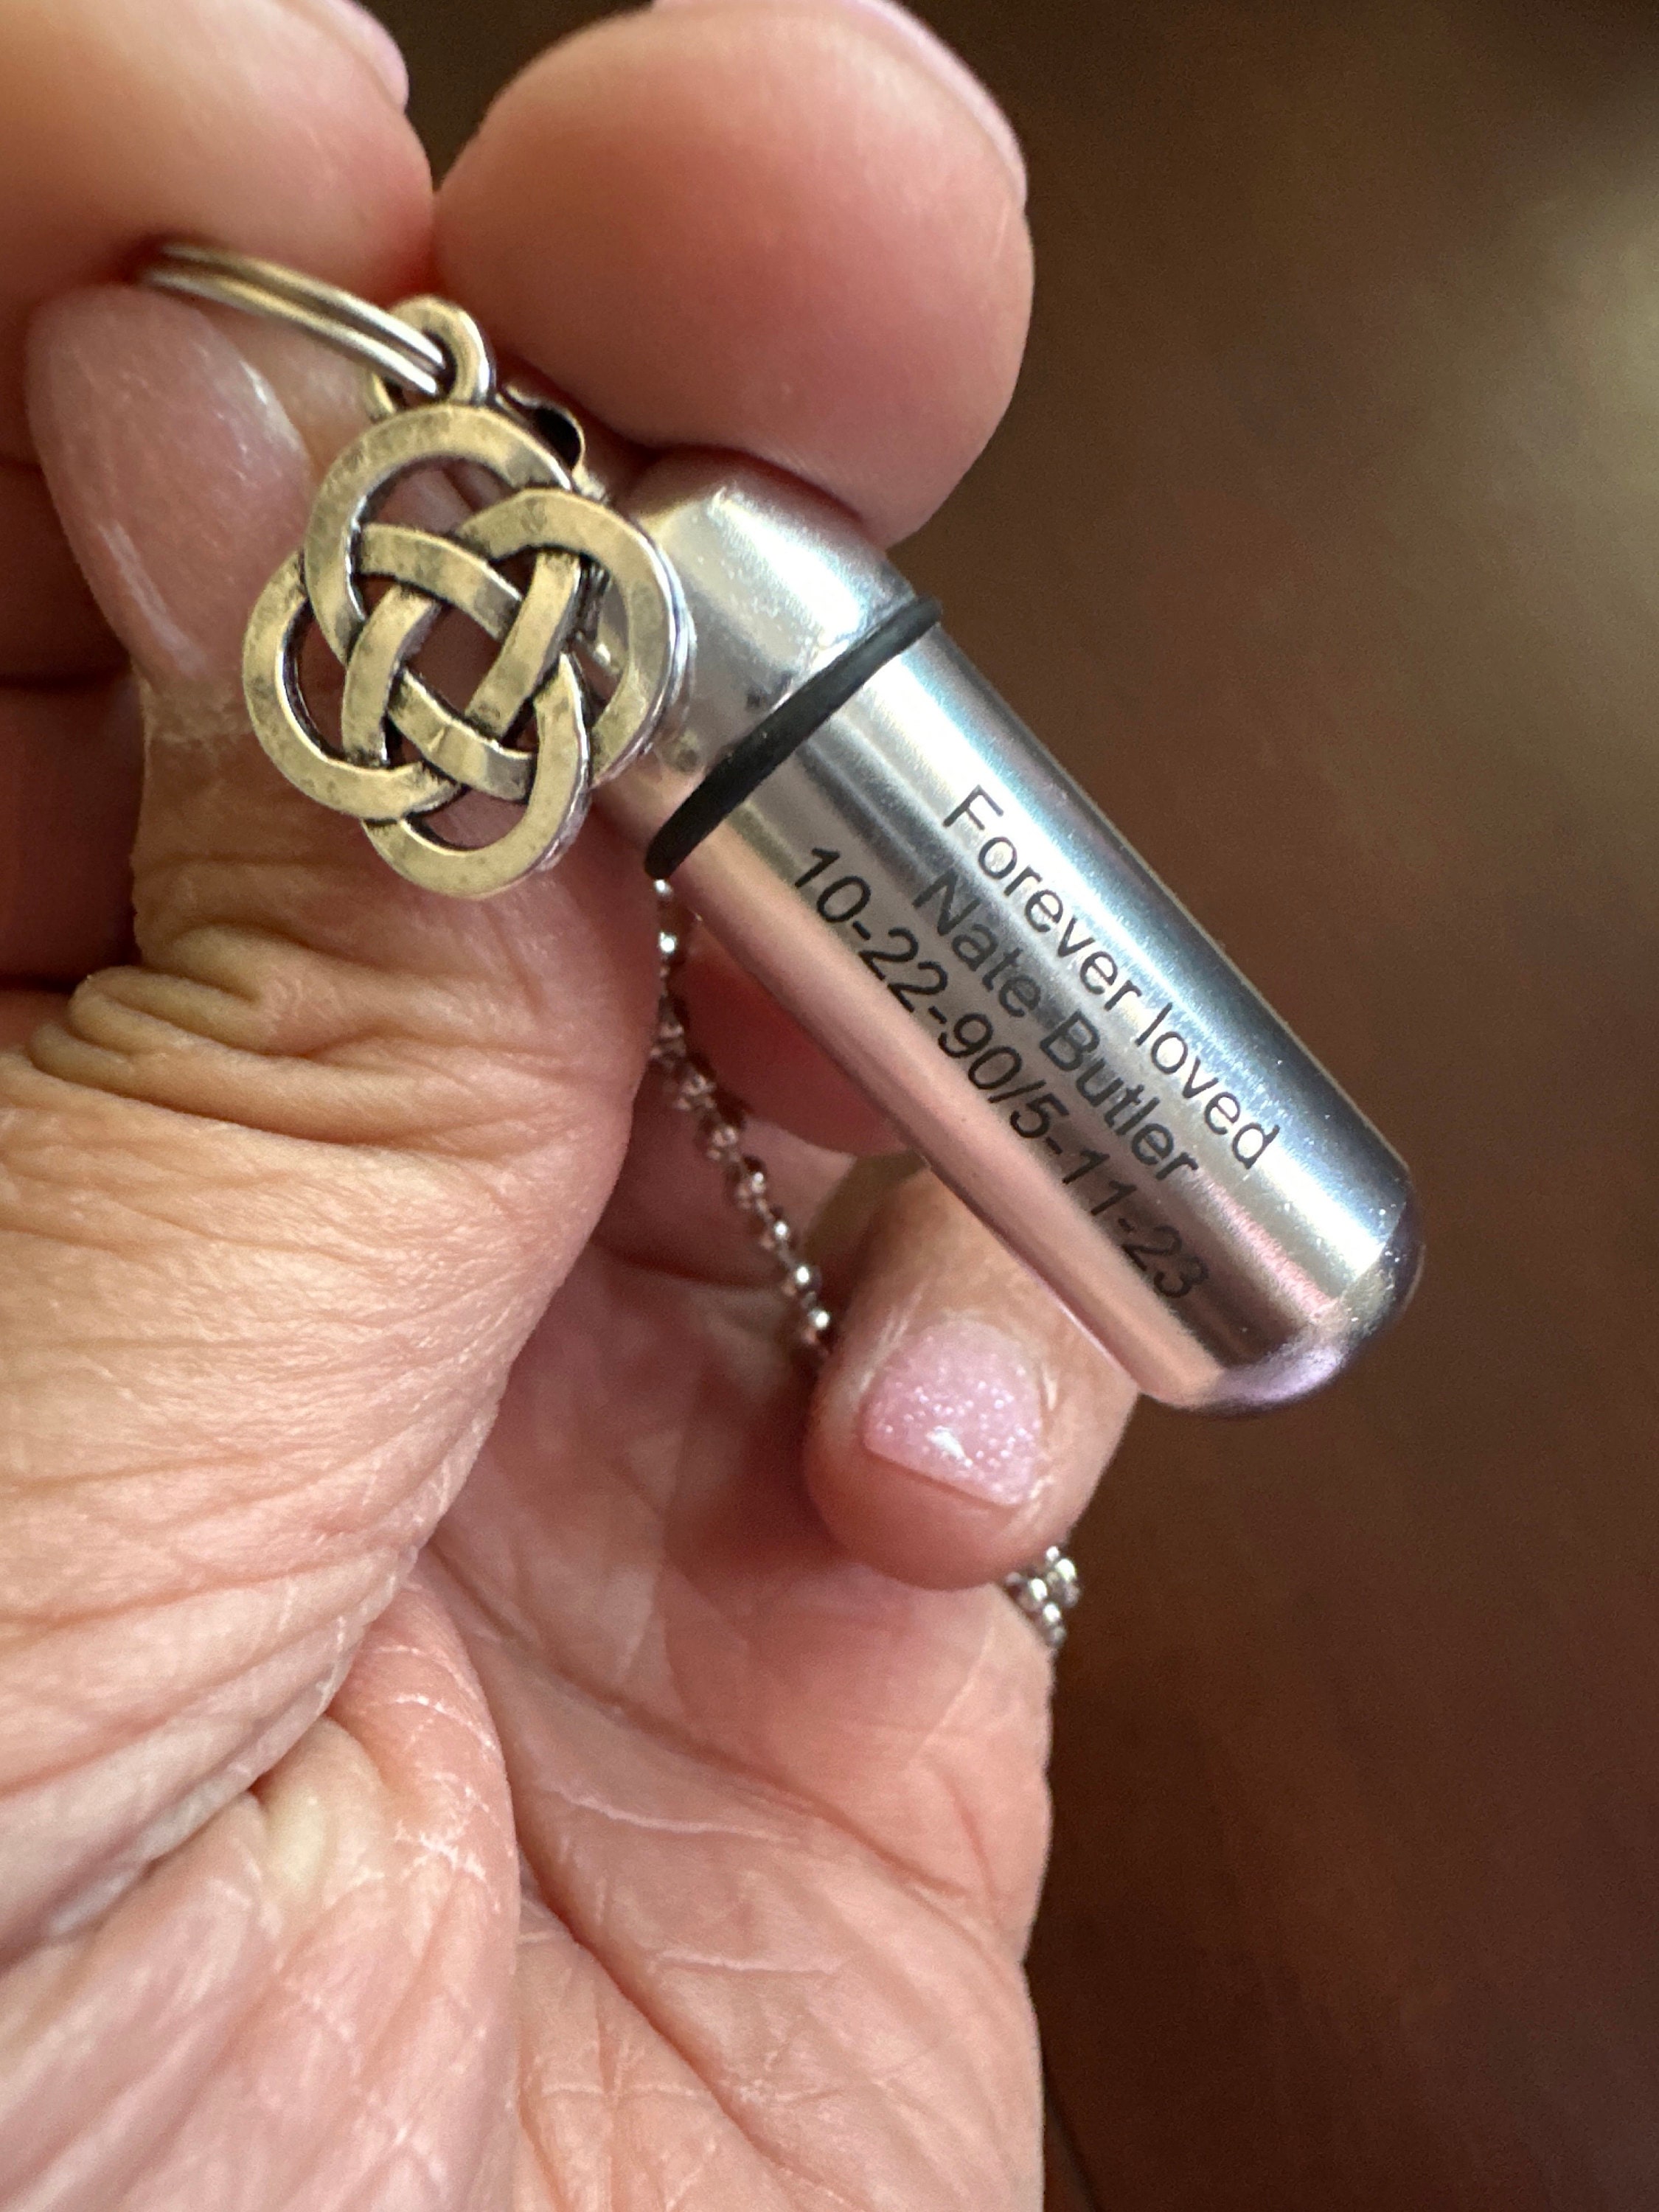 Forever loved
Nate Butler
10-22-90/5-11-23